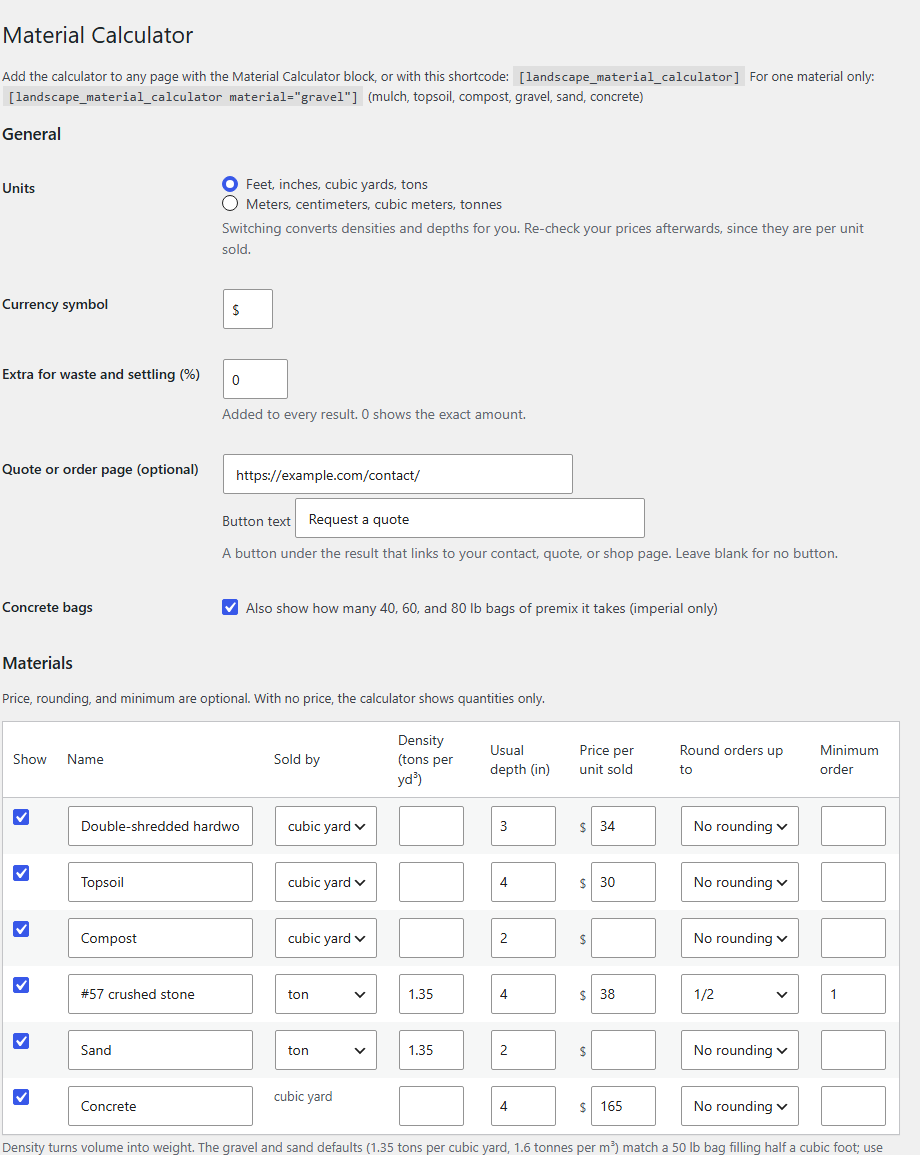 Material Calculator
Add the calculator to any page with the Material Calculator block, or with this shortcode: [landscape_material_calculator] For one material only:
[landscape_material_calculator material="gravel"] (mulch, topsoil, compost, gravel, sand, concrete)
General
Units
Feet, inches, cubic yards, tons
Meters, centimeters, cubic meters, tonnes
Switching converts densities and depths for you. Re-check your prices afterwards, since they are per unit
sold.
Currency symbol
$
Extra for waste and settling (%)
0
Added to every result. 0 shows the exact amount.
Quote or order page (optional)
https://example.com/contact/
Button text Request a quote
A button under the result that links to your contact, quote, or shop page. Leave blank for no button.
Concrete bags
Also show how many 40, 60, and 80 lb bags of premix it takes (imperial only)
Materials
Price, rounding, and minimum are optional. With no price, the calculator shows quantities only.
Show Name Sold by Density (tons per yd³) Usual depth (in) Price per unit sold Round orders up to Minimum order
Double-shredded hardwo cubic yard 3 $ 34 No rounding
Topsoil cubic yard 4 $ 30 No rounding
Compost cubic yard 2 $ No rounding
#57 crushed stone ton 1.35 4 $ 38 1/2 1
Sand ton 1.35 2 $ No rounding
Concrete cubic yard 4 $ 165 No rounding
Density turns volume into weight. The gravel and sand defaults (1.35 tons per cubic yard, 1.6 tonnes per m³) match a 50 lb bag filling half a cubic foot; use